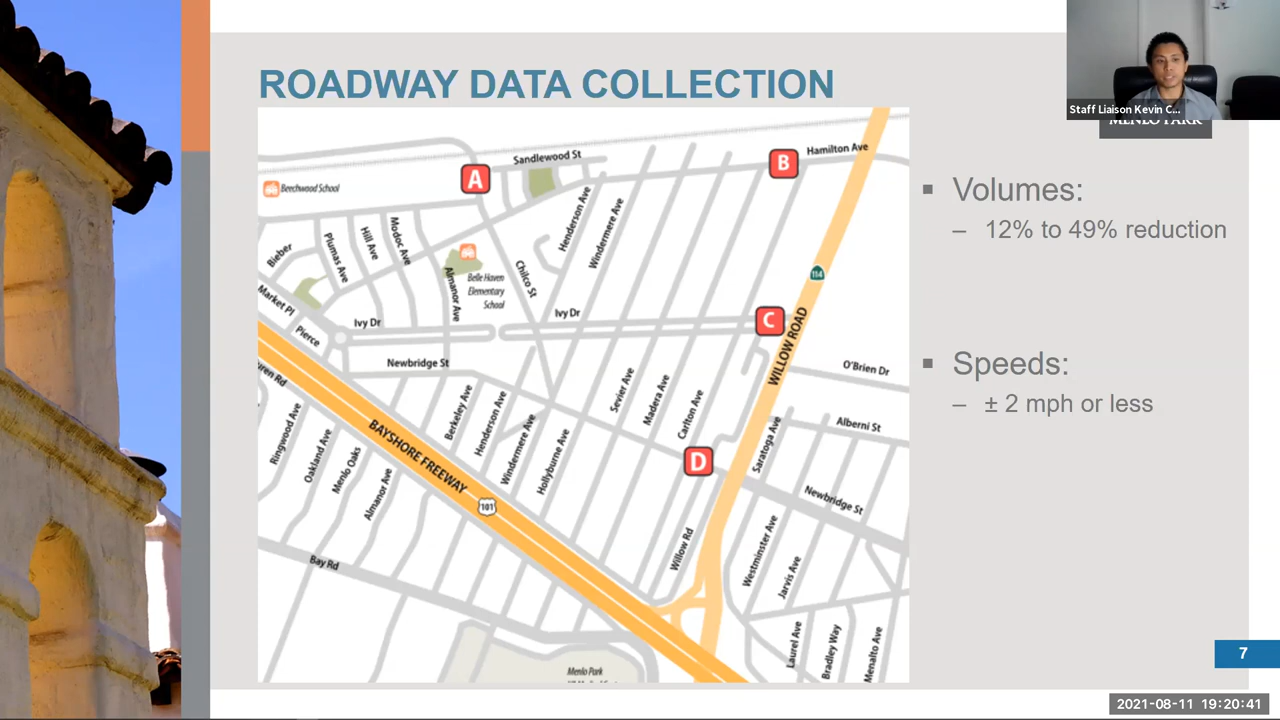 ROADWAY DATA COLLECTION
Staff Liaison Kevin C...
MENLO PARK
Volumes:
– 12% to 49% reduction
Speeds:
– ± 2 mph or less
Sandlewood St
Hamilton Ave
A
B
Beechwood School
Henderson Ave
Windermere Ave
Bieber
Plumas Ave
Hill Ave
Modoc Ave
Almanor Ave
Belle Haven
Elementary
School
Chilco St
114
Market Pl
Pierce
Ivy Dr
Ivy Dr
C
WILLOW ROAD
Newbridge St
O'Brien Dr
Berkeley Ave
Henderson Ave
Windermere Ave
Hollyburne Ave
Sevier Ave
Madera Ave
Carlton Ave
Saratoga Ave
Alberni St
Ringwood Ave
Oakland Ave
Menlo Oaks
Almanor Ave
BAYSHORE FREEWAY
101
D
Newbridge St
Bay Rd
Willow Rd
Westminster Ave
Jarvis Ave
Laurel Ave
Bradley Way
Menalto Ave
Menlo Park
7
2021-08-11 19:20:41